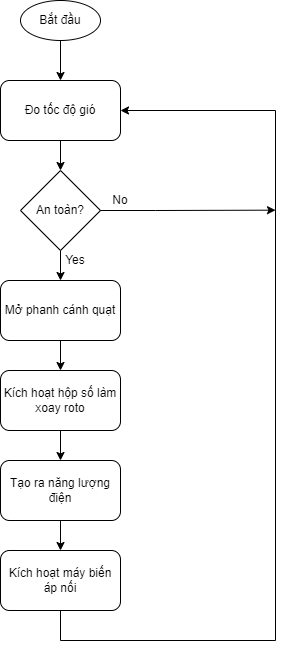 Bắt đầu
Đo tốc độ gió
An toàn?
No
Yes
Mở phanh cánh quạt
Kích hoạt hộp số làm
xoay roto
Tạo ra năng lượng
điện
Kích hoạt máy biến
áp nối